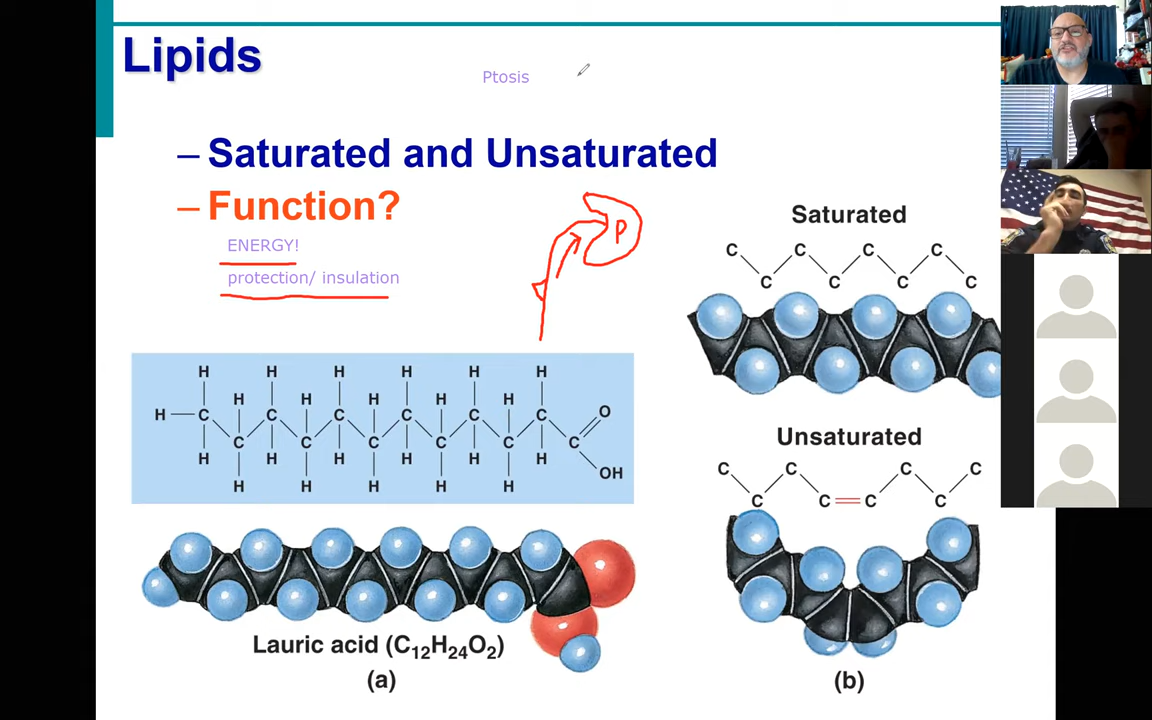 Lipids
Ptosis
– Saturated and Unsaturated
– Function?
ENERGY!
protection/ insulation
P
Saturated
C C C C
C C C C
Unsaturated
C C C C
C C = C C
H H H H H H
H H H H H O
H C C C C C C
C C C C C C
H H H H H H OH
H H H H H
Lauric acid (C₁₂H₂₄O₂)
(a)
(b)